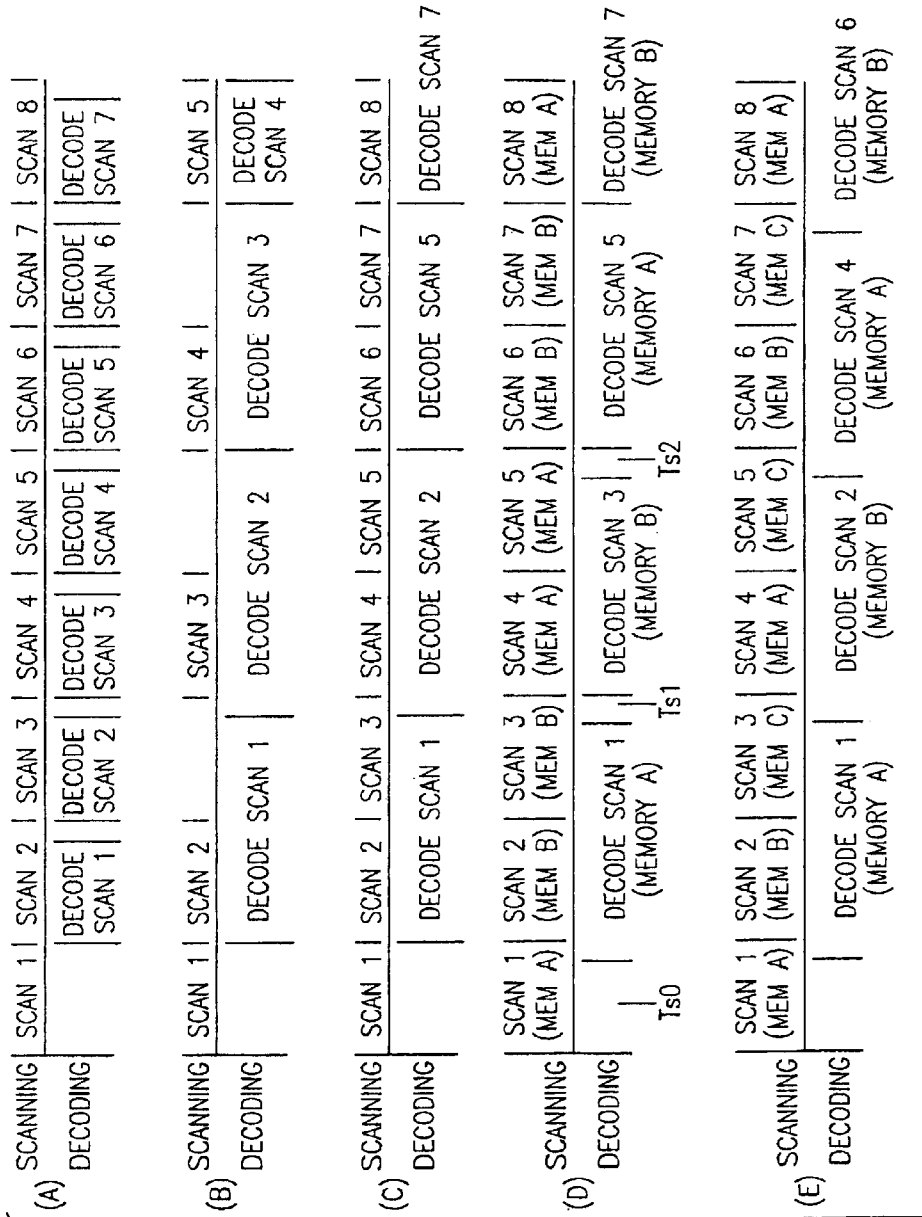 (A) SCANNING SCAN 1 | SCAN 2 | SCAN 3 | SCAN 4 | SCAN 5 | SCAN 6 | SCAN 7 | SCAN 8 |
DECODING | DECODE SCAN 1 | DECODE SCAN 2 | DECODE SCAN 3 | DECODE SCAN 4 | DECODE SCAN 5 | DECODE SCAN 6 | DECODE SCAN 7 |
(B) SCANNING SCAN 1 | SCAN 2 | SCAN 3 | SCAN 4 | SCAN 5 |
DECODING | DECODE SCAN 1 | DECODE SCAN 2 | DECODE SCAN 3 | DECODE SCAN 4
(C) SCANNING SCAN 1 | SCAN 2 | SCAN 3 | SCAN 4 | SCAN 5 | SCAN 6 | SCAN 7 | SCAN 8 |
DECODING | DECODE SCAN 1 | DECODE SCAN 2 | DECODE SCAN 5 | DECODE SCAN 7
(D) SCANNING SCAN 1 | SCAN 2 | SCAN 3 | SCAN 4 | SCAN 5 | SCAN 6 | SCAN 7 | SCAN 8
(MEM A) | (MEM B) | (MEM B) | (MEM A) | (MEM A) | (MEM B) | (MEM B) | (MEM A) |
DECODING | DECODE SCAN 1 | DECODE SCAN 3 | DECODE SCAN 5 | DECODE SCAN 7
(MEMORY A) (MEMORY B) (MEMORY A) (MEMORY B)
Ts0 Ts1 Ts2
(E) SCANNING SCAN 1 | SCAN 2 | SCAN 3 | SCAN 4 | SCAN 5 | SCAN 6 | SCAN 7 | SCAN 8
(MEM A) | (MEM B) | (MEM C) | (MEM A) | (MEM C) | (MEM B) | (MEM C) | (MEM A) |
DECODING | DECODE SCAN 1 | DECODE SCAN 2 | DECODE SCAN 4 | DECODE SCAN 6
(MEMORY A) (MEMORY B) (MEMORY A) (MEMORY B)